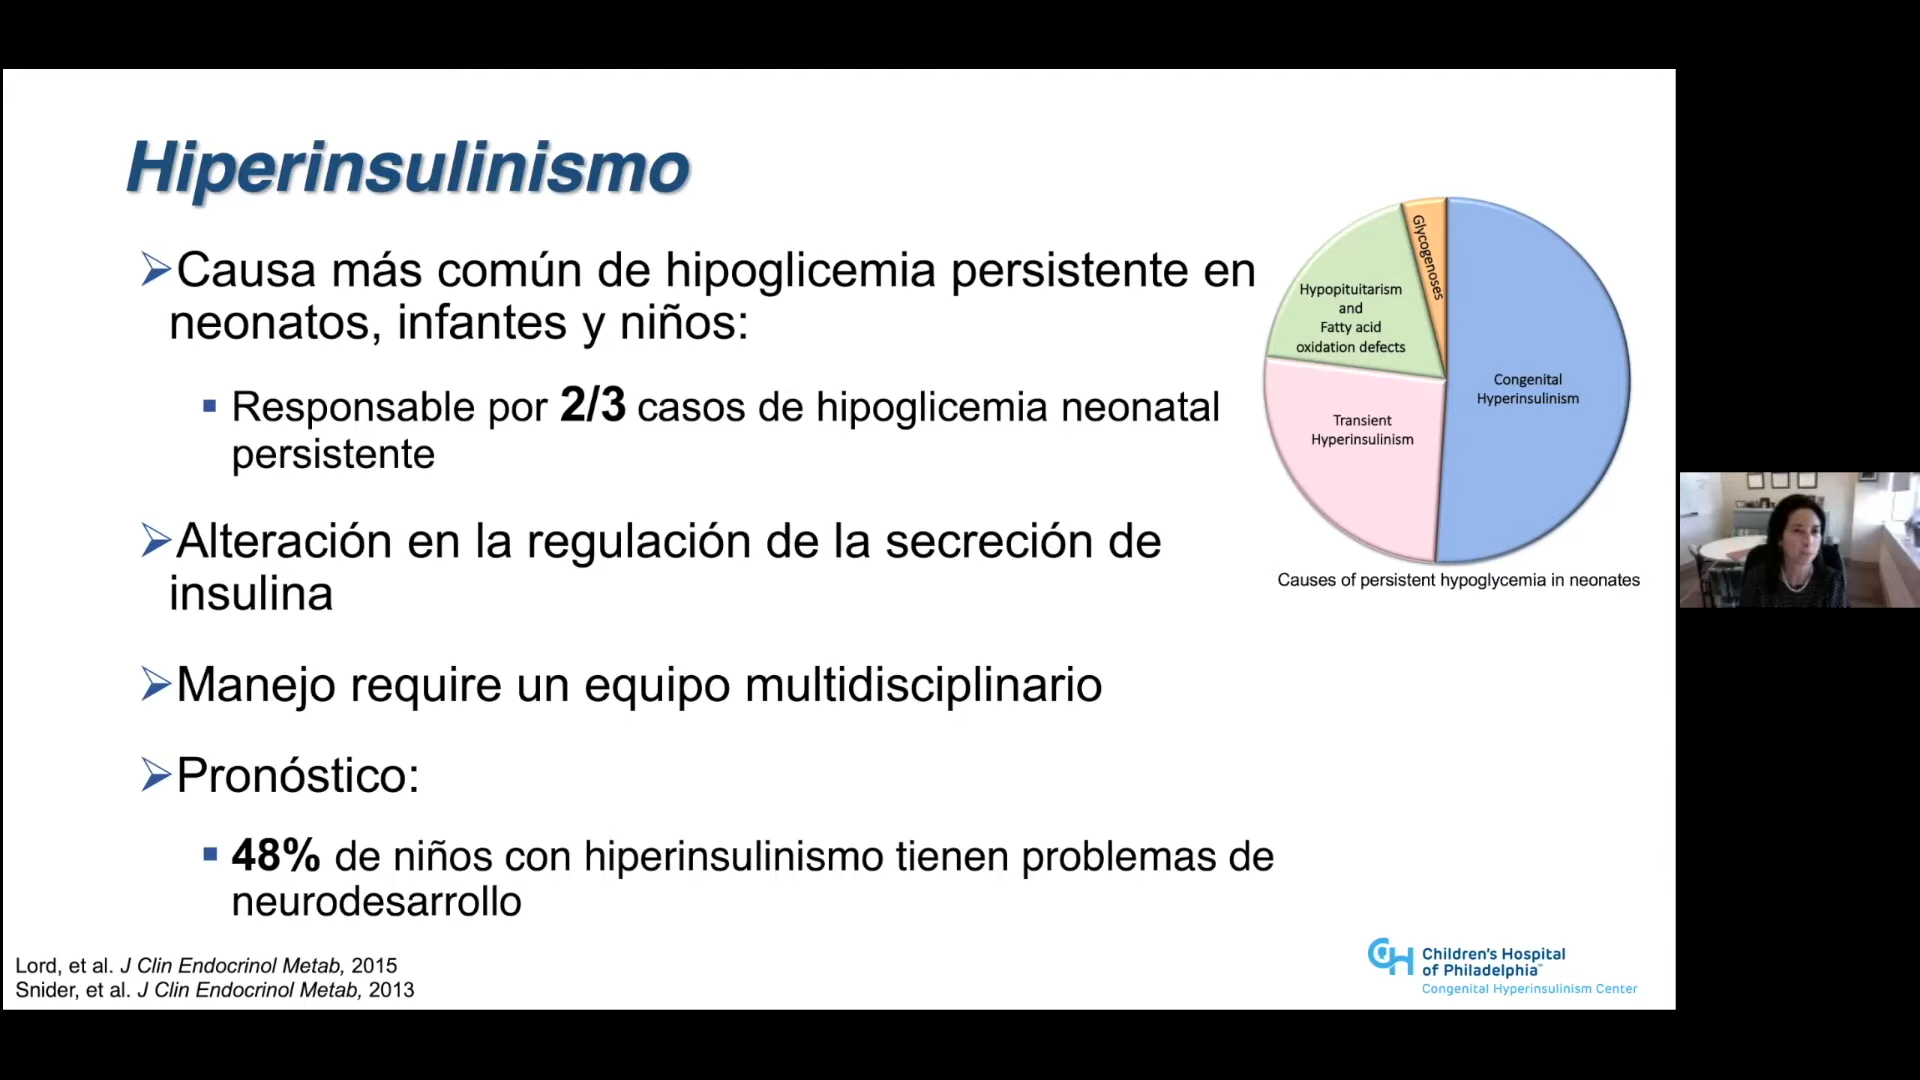 Hiperinsulinismo
Causa más común de hipoglicemia persistente en
neonatos, infantes y niños:
Responsable por 2/3 casos de hipoglicemia neonatal
persistente
Alteración en la regulación de la secreción de
insulina
Manejo require un equipo multidisciplinario
Pronóstico:
48% de niños con hiperinsulinismo tienen problemas de
neurodesarrollo
Glycogenoses
Hypopituitarism
and
Fatty acid
oxidation defects
Congenital
Hyperinsulinism
Transient
Hyperinsulinism
Causes of persistent hypoglycemia in neonates
Lord, et al. J Clin Endocrinol Metab, 2015
Snider, et al. J Clin Endocrinol Metab, 2013
Children's Hospital
of Philadelphia
Congenital Hyperinsulinism Center